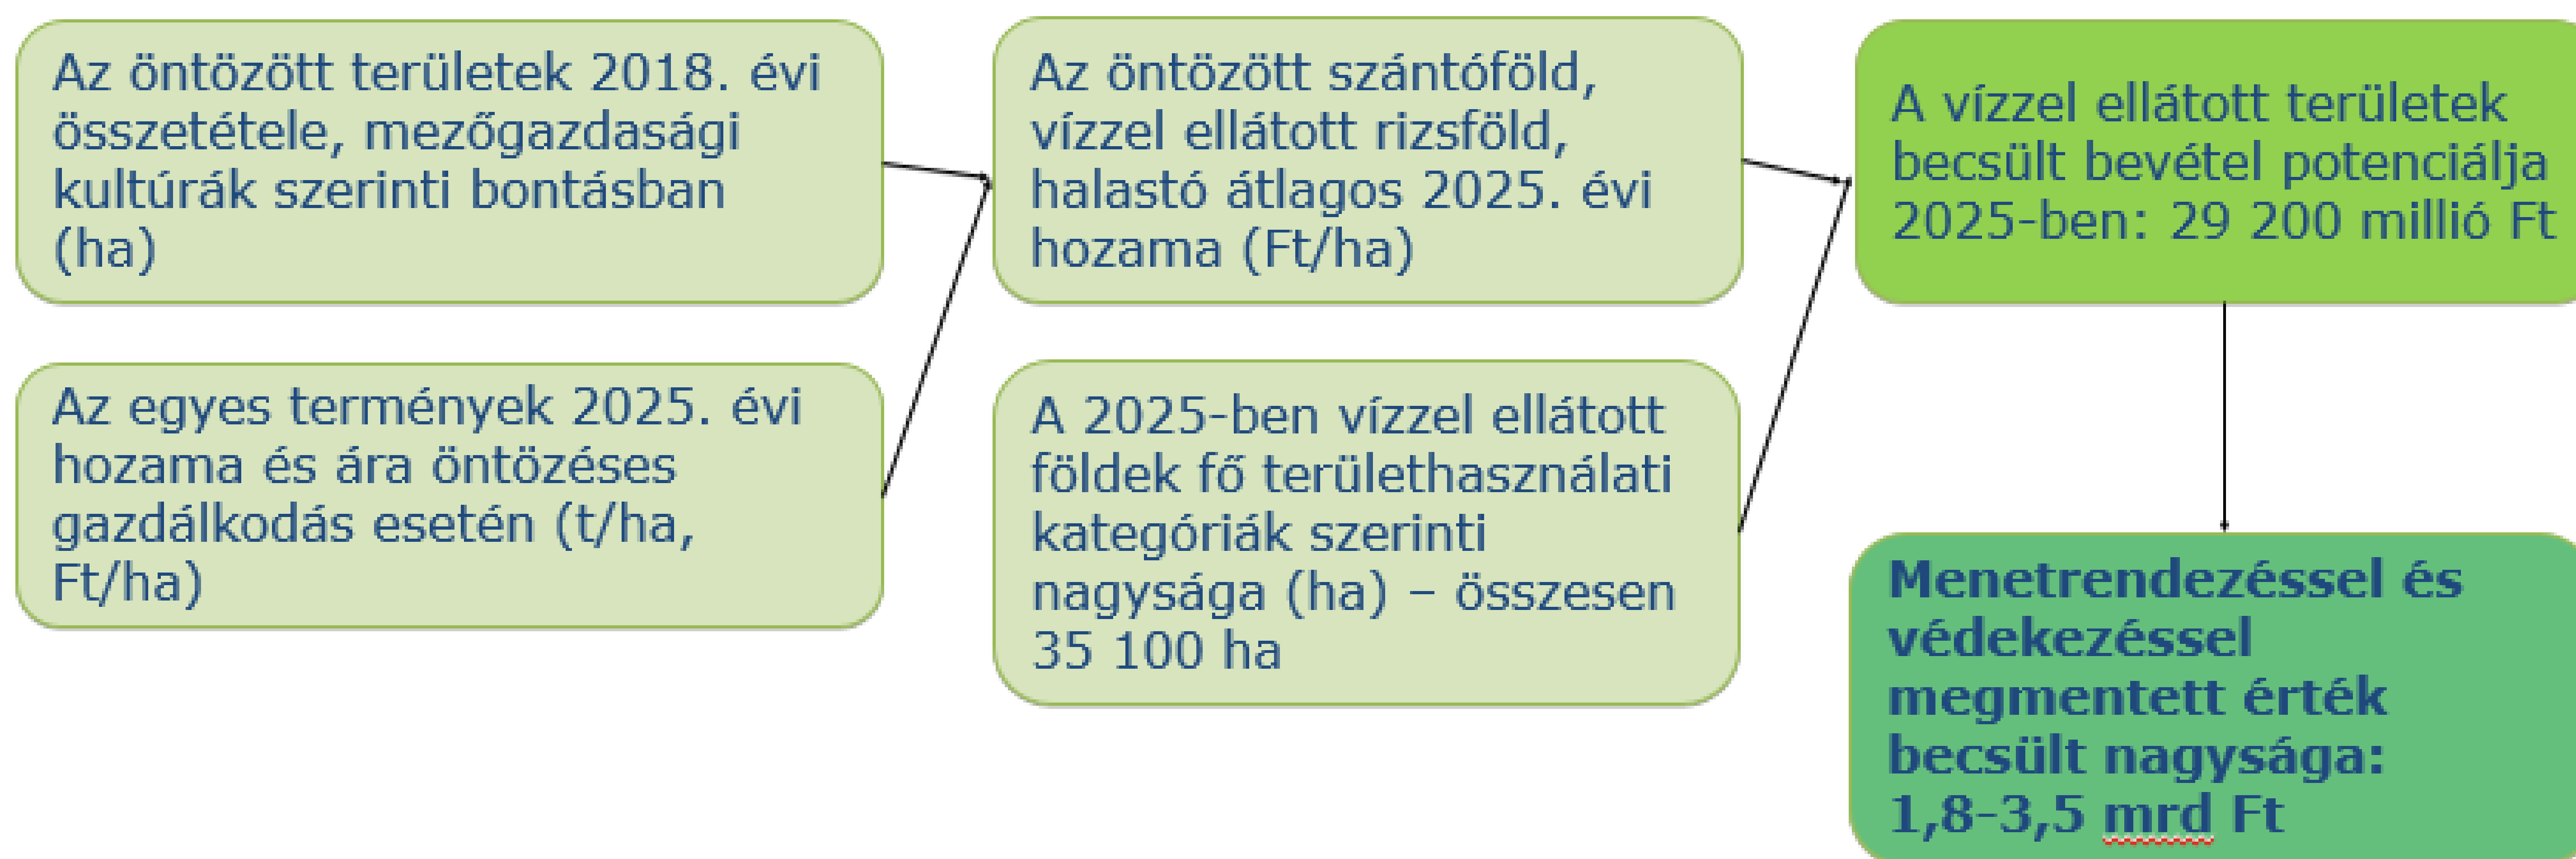 Az öntözött területek 2018. évi
összetétele, mezőgazdasági
kultúrák szerinti bontásban
(ha)
Az egyes termények 2025. évi
hozama és ára öntözéses
gazdálkodás esetén (t/ha,
Ft/ha)
Az öntözött szántóföld,
vízzel ellátott rizsföld,
halastó átlagos 2025. évi
hozama (Ft/ha)
A 2025-ben vízzel ellátott
földek fő területhasználati
kategóriák szerinti
nagysága (ha) – összesen
35 100 ha
A vízzel ellátott területek
becsült bevétel potenciálja
2025-ben: 29 200 millió Ft
Menetrendezéssel és
védekezéssel
megmentett érték
becsült nagysága:
1,8-3,5 mrd Ft